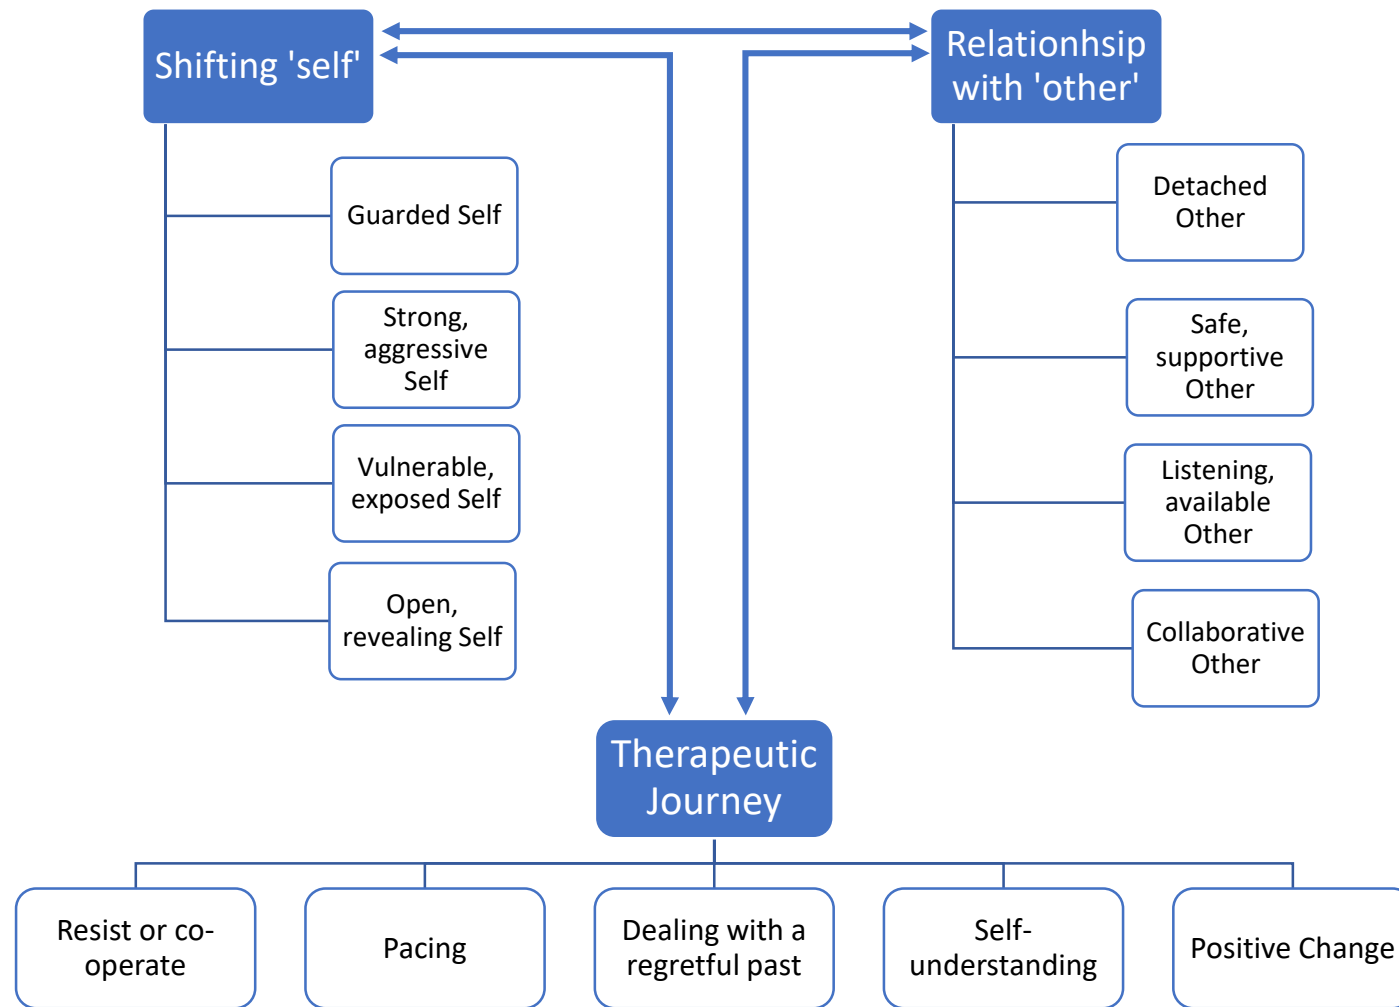 Shifting 'self'
Relationhsip
with 'other'
Guarded Self
Strong,
aggressive
Self
Vulnerable,
exposed Self
Open,
revealing Self
Detached
Other
Safe,
supportive
Other
Listening,
available
Other
Collaborative
Other
Therapeutic
Journey
Resist or co-
operate
Pacing
Dealing with a
regretful past
Self-
understanding
Positive Change